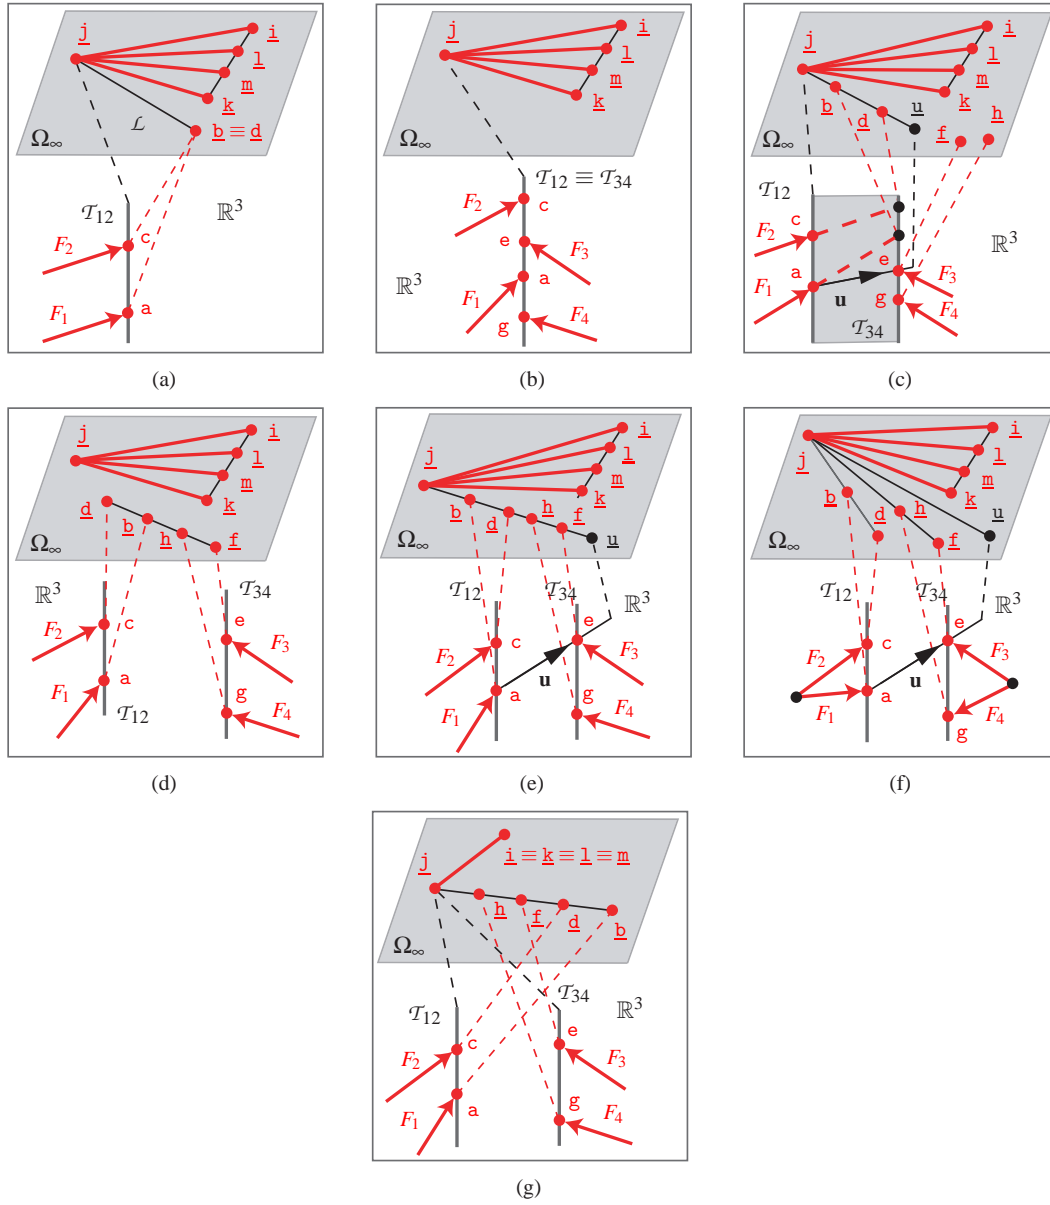 j i l m k b ≡ d
ℒ
Ω∞
𝒯12 ℝ3
F2 c
F1 a
(a)
j i l m k
Ω∞
𝒯12 ≡ 𝒯34
F2 c
e F3
ℝ3 a
F1 g F4
(b)
j i l m k
b d u f h
Ω∞
𝒯12
c
F2 ℝ3
a e F3
F1 u g F4
𝒯34
(c)
j i l m k
d b h f
Ω∞
ℝ3 𝒯34
F2 c e F3
F1 a g F4
𝒯12
(d)
j i l m k
b d h f u
Ω∞
𝒯12 𝒯34 ℝ3
F2 c e F3
a u
F1 g F4
(e)
j i l m k
b d h f u
Ω∞
𝒯12 𝒯34 ℝ3
F2 c e F3
F1 a u F4
g
(f)
j i ≡ k ≡ l ≡ m
h f d b
Ω∞
𝒯12 𝒯34 ℝ3
F2 c e F3
F1 a g F4
(g)